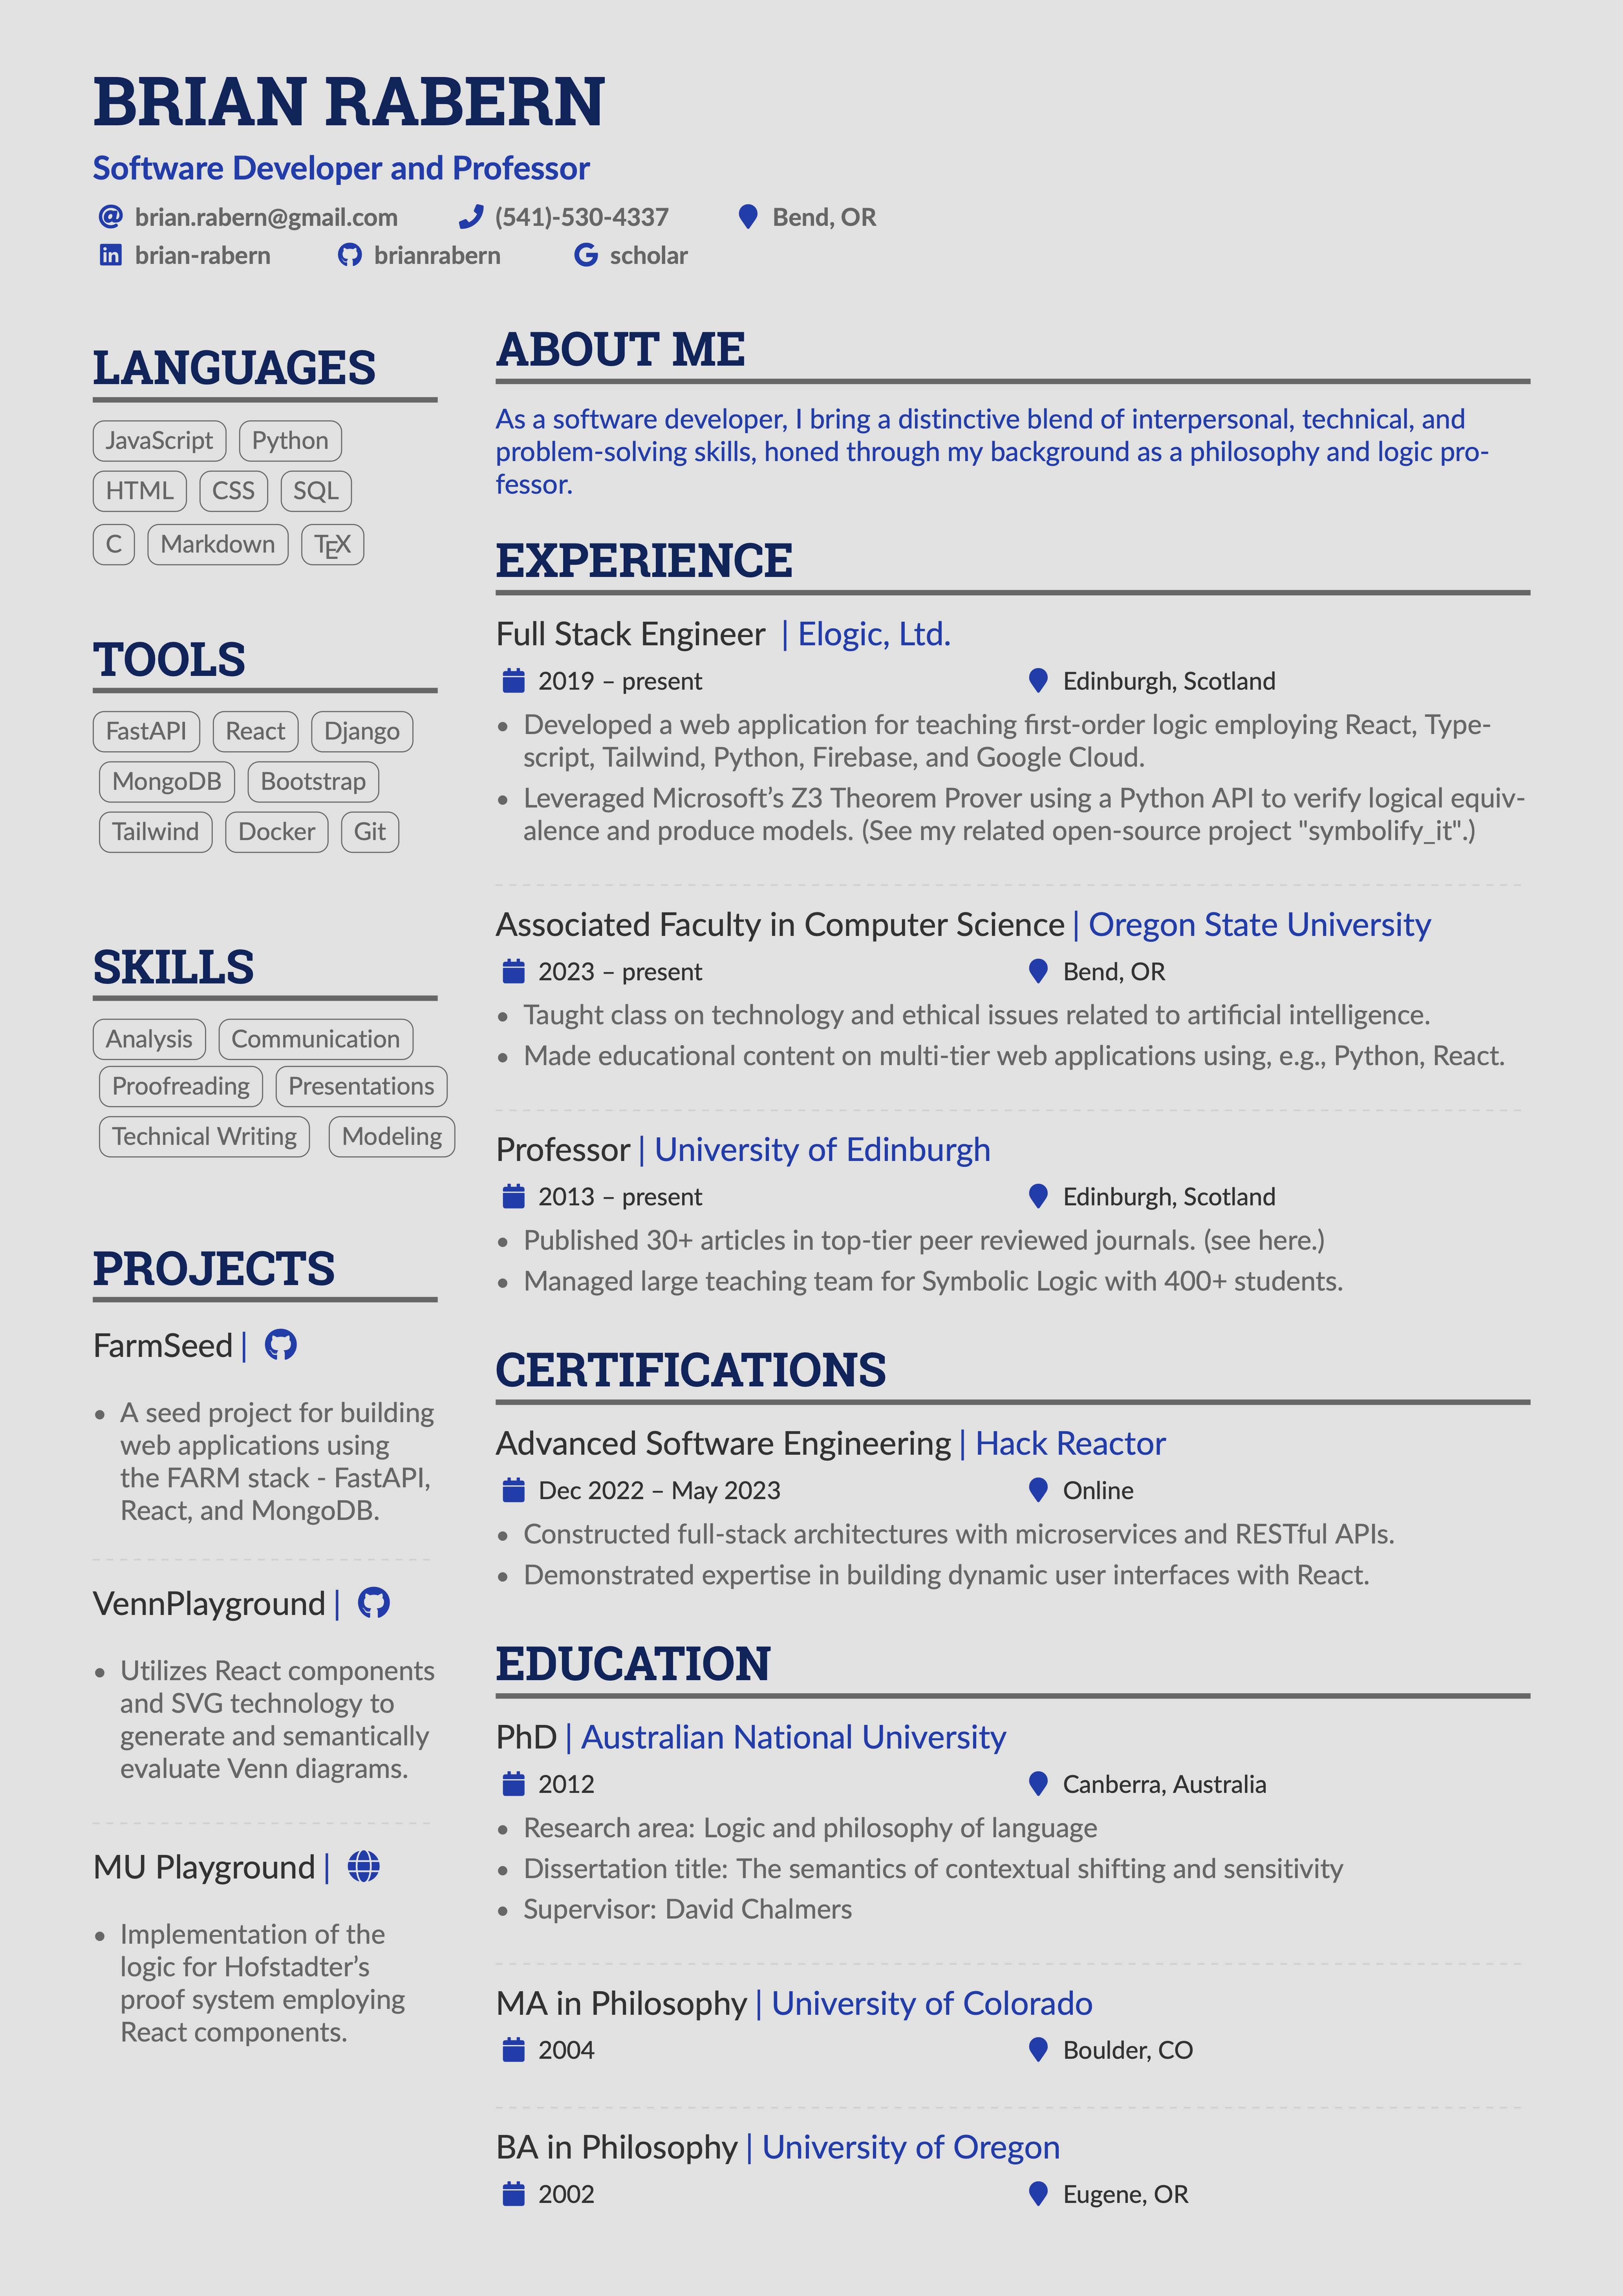 BRIAN RABERN
Software Developer and Professor
brian.rabern@gmail.com (541)-530-4337 Bend, OR
brian-rabern brianrabern scholar
LANGUAGES
JavaScript Python
HTML CSS SQL
C Markdown TEX
TOOLS
FastAPI React Django
MongoDB Bootstrap
Tailwind Docker Git
SKILLS
Analysis Communication
Proofreading Presentations
Technical Writing Modeling
PROJECTS
FarmSeed |
• A seed project for building
web applications using
the FARM stack - FastAPI,
React, and MongoDB.
VennPlayground |
• Utilizes React components
and SVG technology to
generate and semantically
evaluate Venn diagrams.
MU Playground |
• Implementation of the
logic for Hofstadter’s
proof system employing
React components.
ABOUT ME
As a software developer, I bring a distinctive blend of interpersonal, technical, and
problem-solving skills, honed through my background as a philosophy and logic pro-
fessor.
EXPERIENCE
Full Stack Engineer | Elogic, Ltd.
2019 – present Edinburgh, Scotland
• Developed a web application for teaching first-order logic employing React, Type-
script, Tailwind, Python, Firebase, and Google Cloud.
• Leveraged Microsoft’s Z3 Theorem Prover using a Python API to verify logical equiv-
alence and produce models. (See my related open-source project "symbolify_it".)
Associated Faculty in Computer Science | Oregon State University
2023 – present Bend, OR
• Taught class on technology and ethical issues related to artificial intelligence.
• Made educational content on multi-tier web applications using, e.g., Python, React.
Professor | University of Edinburgh
2013 – present Edinburgh, Scotland
• Published 30+ articles in top-tier peer reviewed journals. (see here.)
• Managed large teaching team for Symbolic Logic with 400+ students.
CERTIFICATIONS
Advanced Software Engineering | Hack Reactor
Dec 2022 – May 2023 Online
• Constructed full-stack architectures with microservices and RESTful APIs.
• Demonstrated expertise in building dynamic user interfaces with React.
EDUCATION
PhD | Australian National University
2012 Canberra, Australia
• Research area: Logic and philosophy of language
• Dissertation title: The semantics of contextual shifting and sensitivity
• Supervisor: David Chalmers
MA in Philosophy | University of Colorado
2004 Boulder, CO
BA in Philosophy | University of Oregon
2002 Eugene, OR